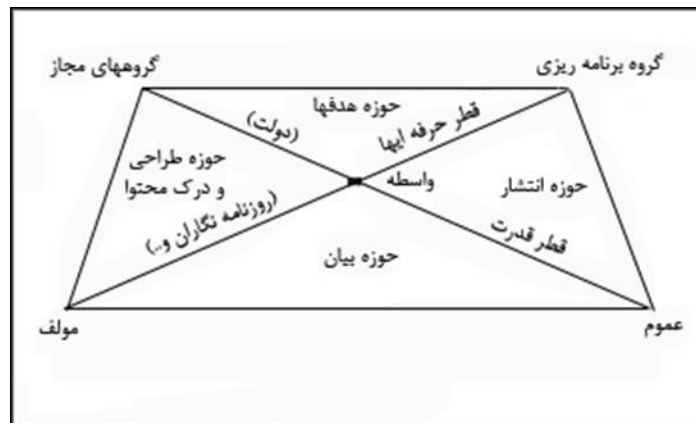 گروه برنامه ریزی
گروههای مجاز
حوزه هدفها
قطر حرفه ایها
(دولت)
حوزه طراحی
و درک محتوا
واسطه
حوزه انتشار
(روزنامه نگاران و..)
قطر قدرت
حوزه بیان
عموم
مولف